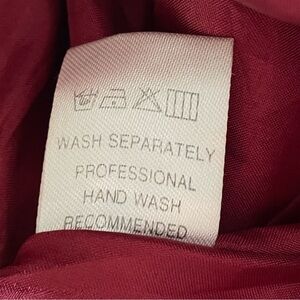 WASH SEPARATELY
PROFESSIONAL
HAND WASH
RECOMMENDED